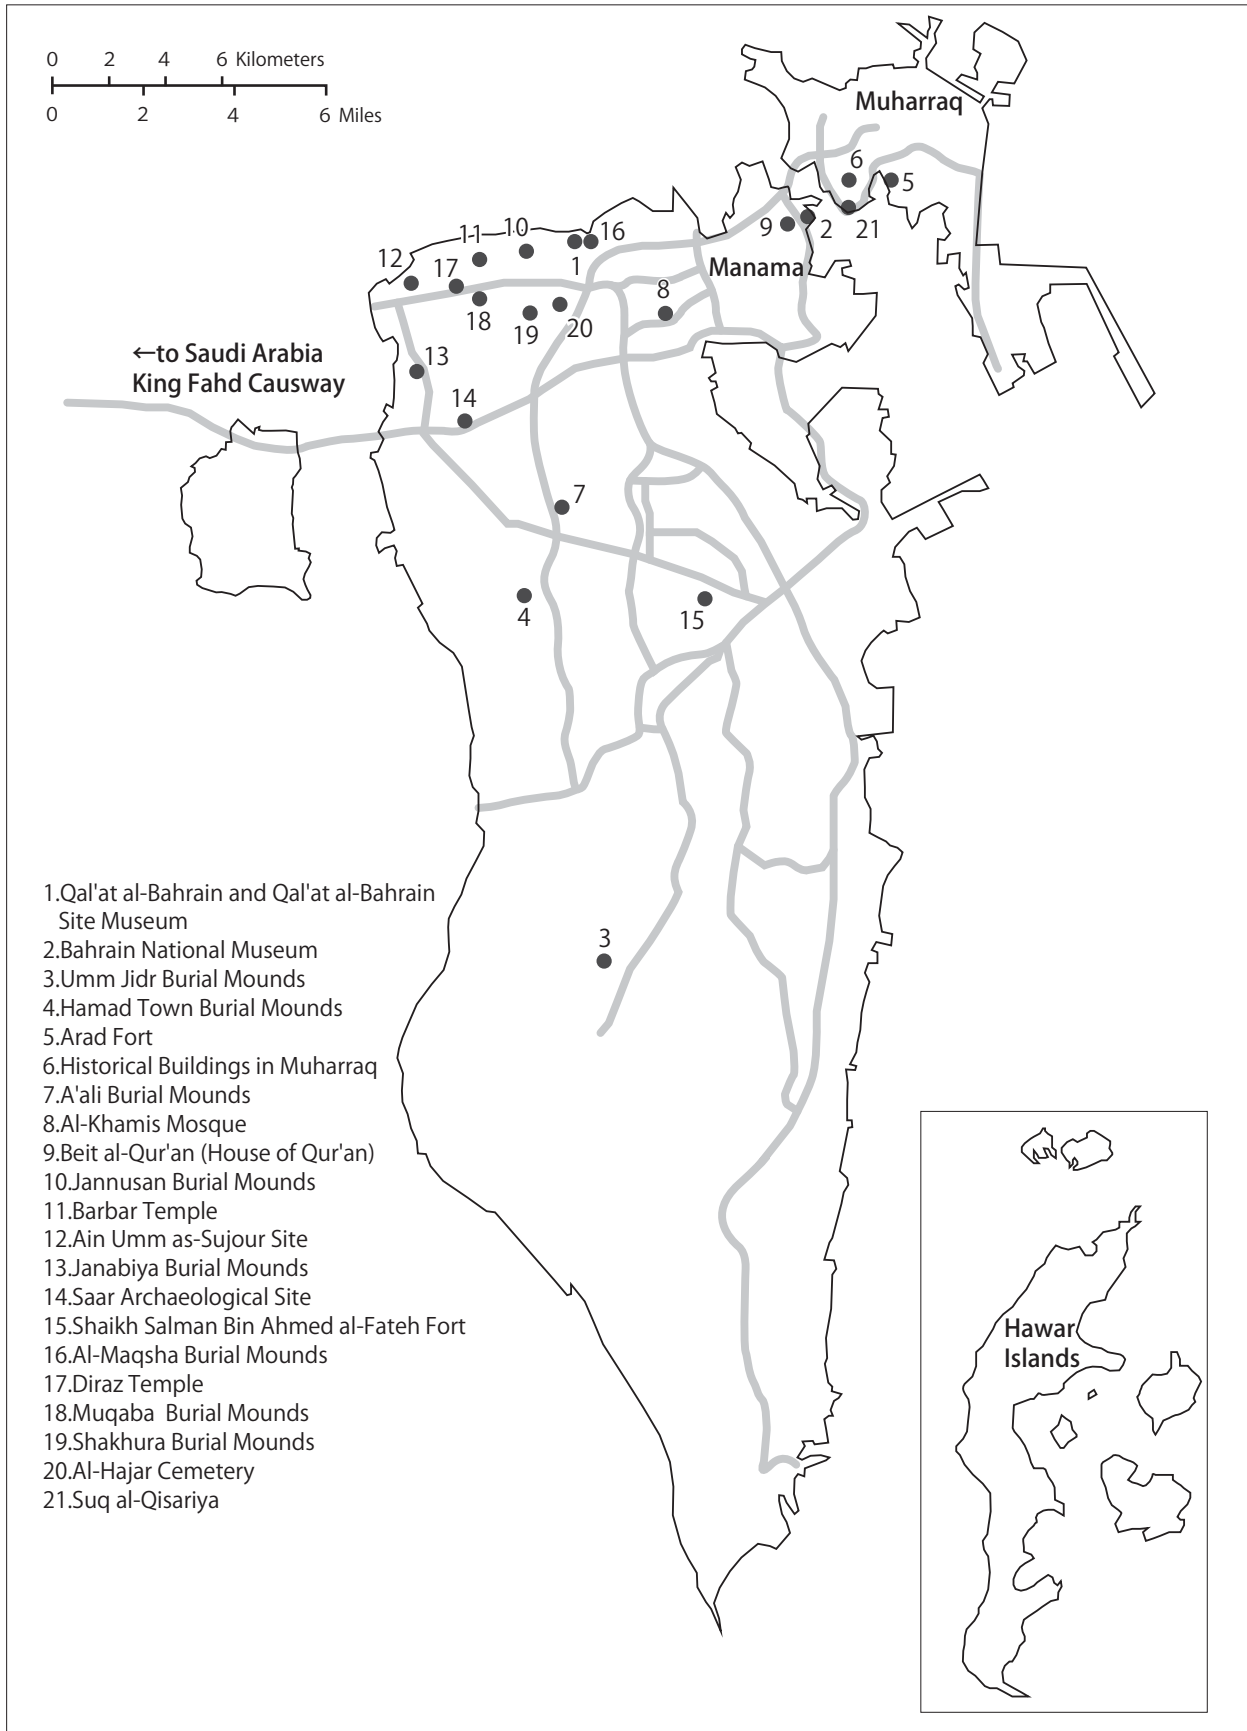 0 2 4 6 Kilometers
0 2 4 6 Miles
Muharraq
6
5
9 2 21
10 16
11
12
17
1
Manama
8
18
19 20
←to Saudi Arabia
King Fahd Causway
13
14
7
4
15
3
1.Qal'at al-Bahrain and Qal'at al-Bahrain
Site Museum
2.Bahrain National Museum
3.Umm Jidr Burial Mounds
4.Hamad Town Burial Mounds
5.Arad Fort
6.Historical Buildings in Muharraq
7.A'ali Burial Mounds
8.Al-Khamis Mosque
9.Beit al-Qur'an (House of Qur'an)
10.Jannusan Burial Mounds
11.Barbar Temple
12.Ain Umm as-Sujour Site
13.Janabiya Burial Mounds
14.Saar Archaeological Site
15.Shaikh Salman Bin Ahmed al-Fateh Fort
16.Al-Maqsha Burial Mounds
17.Diraz Temple
18.Muqaba  Burial Mounds
19.Shakhura Burial Mounds
20.Al-Hajar Cemetery
21.Suq al-Qisariya
Hawar
Islands